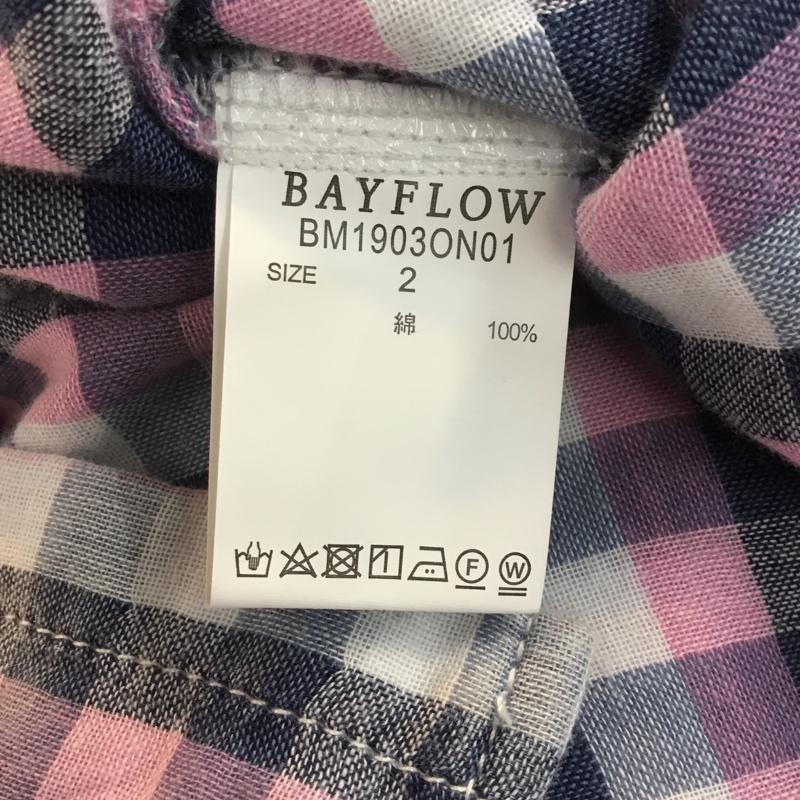 BAYFLOW
BM1903ON01
SIZE 2
綿 100%
F W